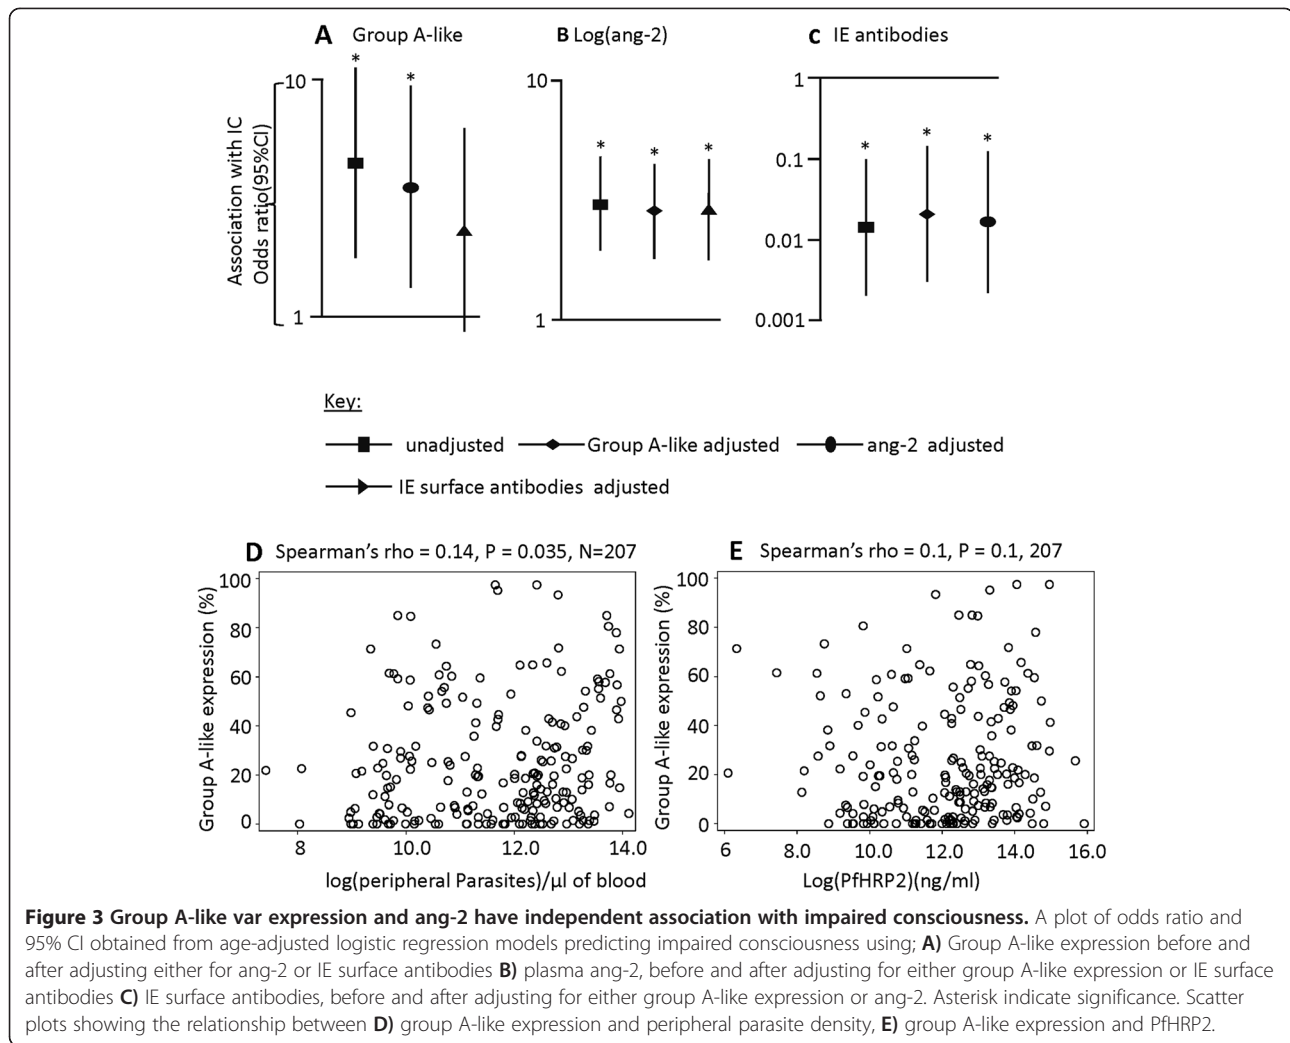 A Group A-like
B Log(ang-2)
C IE antibodies
Association with IC
Odds ratio(95%CI)
10
1
* * 
10
1
* * *
1
0.1
0.01
0.001
* * *
Key:
unadjusted Group A-like adjusted ang-2 adjusted
IE surface antibodies adjusted
D Spearman's rho = 0.14, P = 0.035, N=207
Group A-like expression (%)
100
80
60
40
20
0
8 10.0 12.0 14.0
log(peripheral Parasites)/µl of blood
E Spearman's rho = 0.1, P = 0.1, 207
Group A-like expression (%)
100
80
60
40
20
0
6 8.0 10.0 12.0 14.0 16.0
Log(PfHRP2)(ng/ml)
Figure 3 Group A-like var expression and ang-2 have independent association with impaired consciousness. A plot of odds ratio and
95% CI obtained from age-adjusted logistic regression models predicting impaired consciousness using; A) Group A-like expression before and
after adjusting either for ang-2 or IE surface antibodies B) plasma ang-2, before and after adjusting for either group A-like expression or IE surface
antibodies C) IE surface antibodies, before and after adjusting for either group A-like expression or ang-2. Asterisk indicate significance. Scatter
plots showing the relationship between D) group A-like expression and peripheral parasite density, E) group A-like expression and PfHRP2.